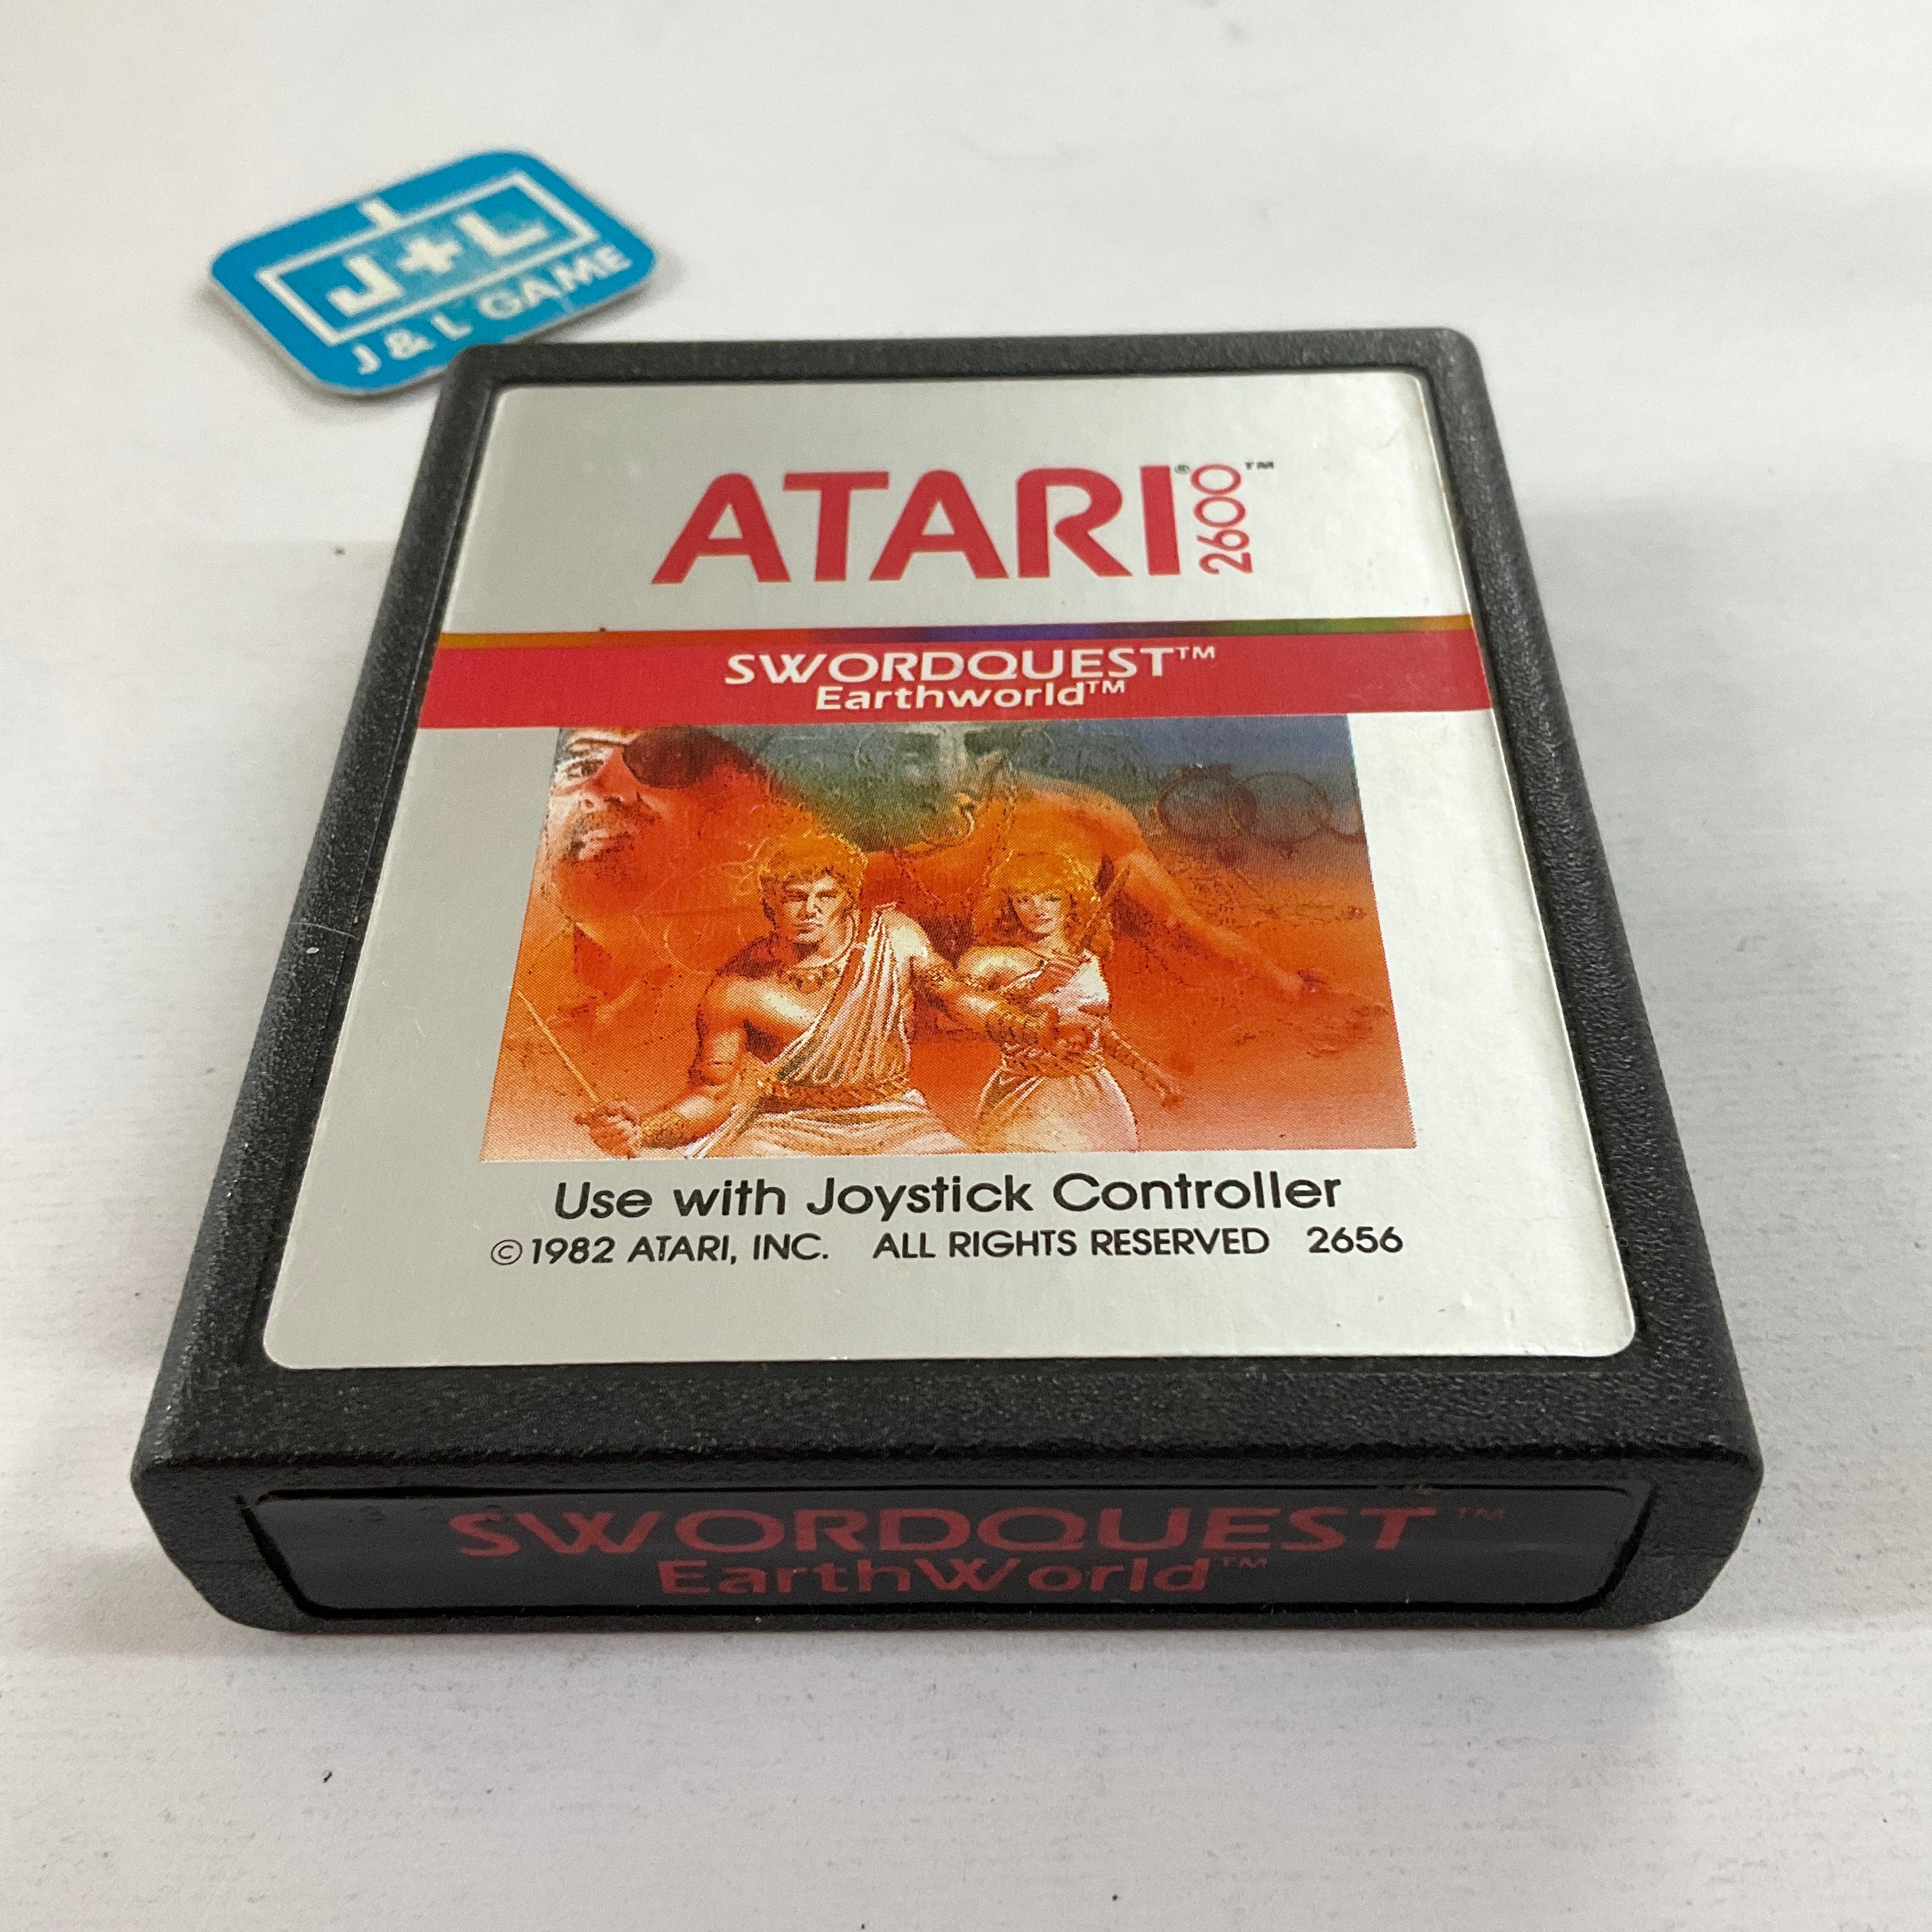 J+L
J & L GAME
ATARI® 2600™
SWORDQUEST™
Earthworld™
Use with Joystick Controller
©1982 ATARI, INC. ALL RIGHTS RESERVED 2656
SWORDQUEST™
EarthWorld™